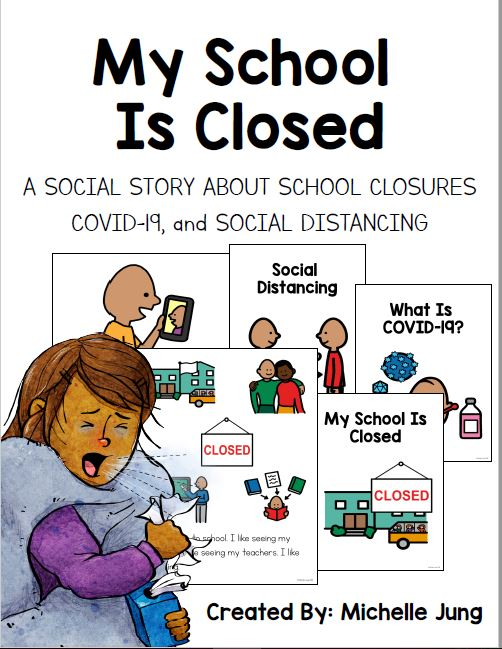 My School
Is Closed
A SOCIAL STORY ABOUT SCHOOL CLOSURES
COVID-19, and SOCIAL DISTANCING
Social
Distancing
What Is
COVID-19?
CLOSED
My School Is
Closed
CLOSED
to school. I like seeing my
seeing my teachers. I like
Created By: Michelle Jung